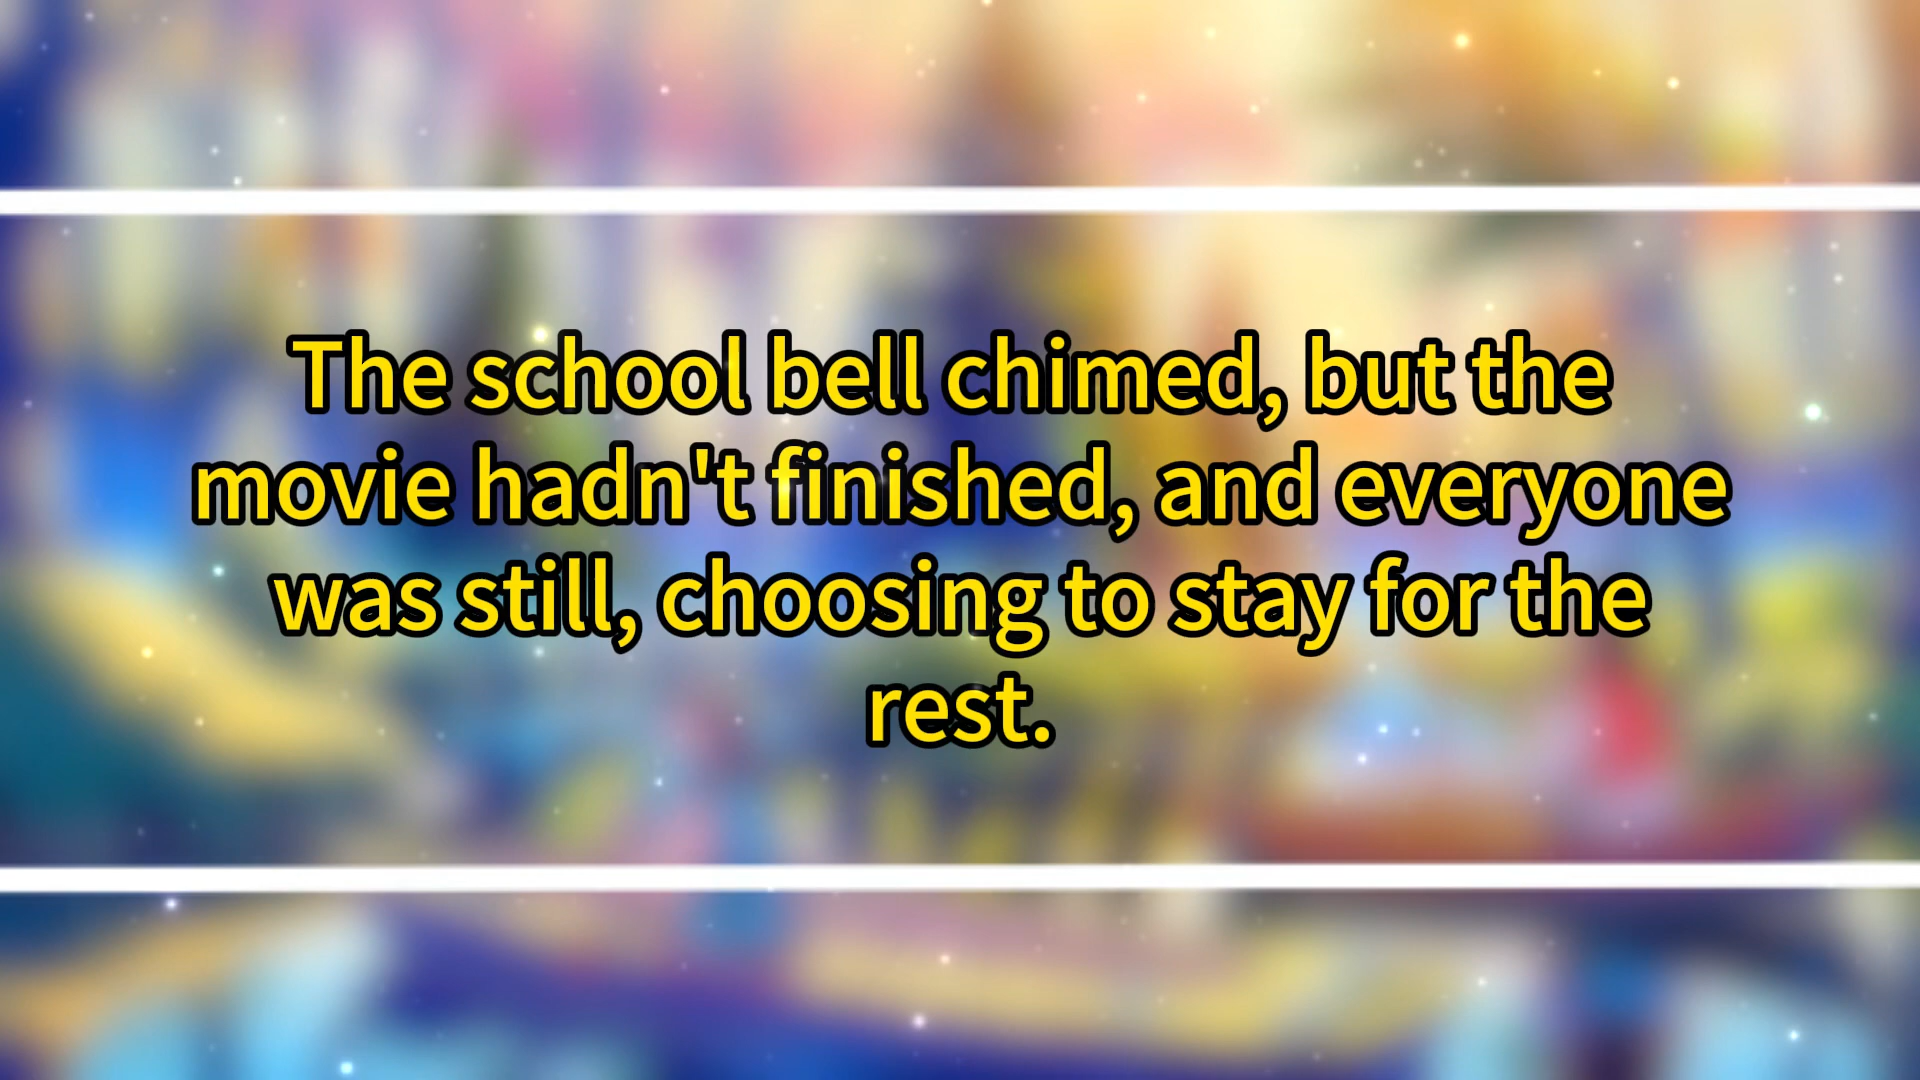 The school bell chimed, but the
movie hadn't finished, and everyone
was still, choosing to stay for the
rest.